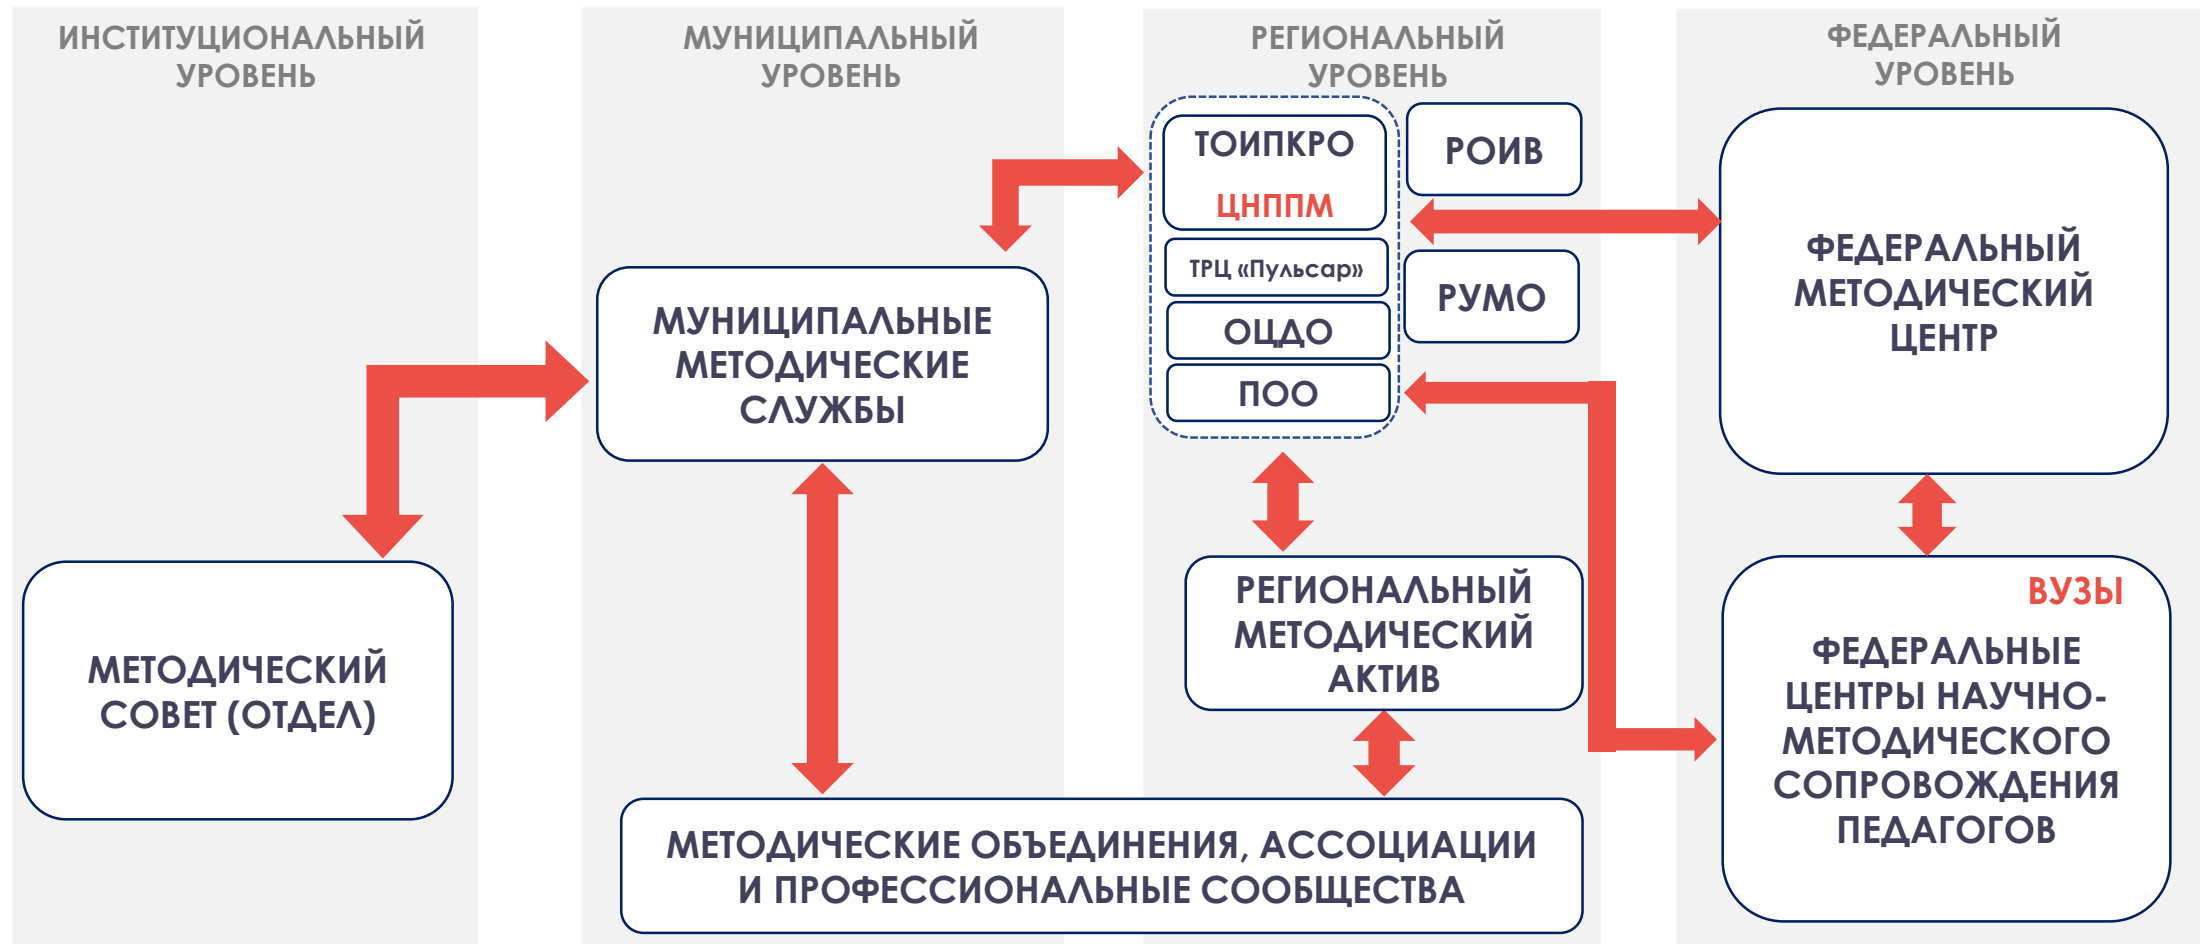 ИНСТИТУЦИОНАЛЬНЫЙ
УРОВЕНЬ
МЕТОДИЧЕСКИЙ
СОВЕТ (ОТДЕЛ)
МУНИЦИПАЛЬНЫЙ
УРОВЕНЬ
МУНИЦИПАЛЬНЫЕ
МЕТОДИЧЕСКИЕ
СЛУЖБЫ
РЕГИОНАЛЬНЫЙ
УРОВЕНЬ
ТОИПКРО
ЦНППМ
ТРЦ «Пульсар»
ОЦДО
ПОО
РОИВ
РУМО
РЕГИОНАЛЬНЫЙ
МЕТОДИЧЕСКИЙ
АКТИВ
МЕТОДИЧЕСКИЕ ОБЪЕДИНЕНИЯ, АССОЦИАЦИИ
И ПРОФЕССИОНАЛЬНЫЕ СООБЩЕСТВА
ФЕДЕРАЛЬНЫЙ
УРОВЕНЬ
ФЕДЕРАЛЬНЫЙ
МЕТОДИЧЕСКИЙ
ЦЕНТР
ВУЗЫ
ФЕДЕРАЛЬНЫЕ
ЦЕНТРЫ НАУЧНО-
МЕТОДИЧЕСКОГО
СОПРОВОЖДЕНИЯ
ПЕДАГОГОВ